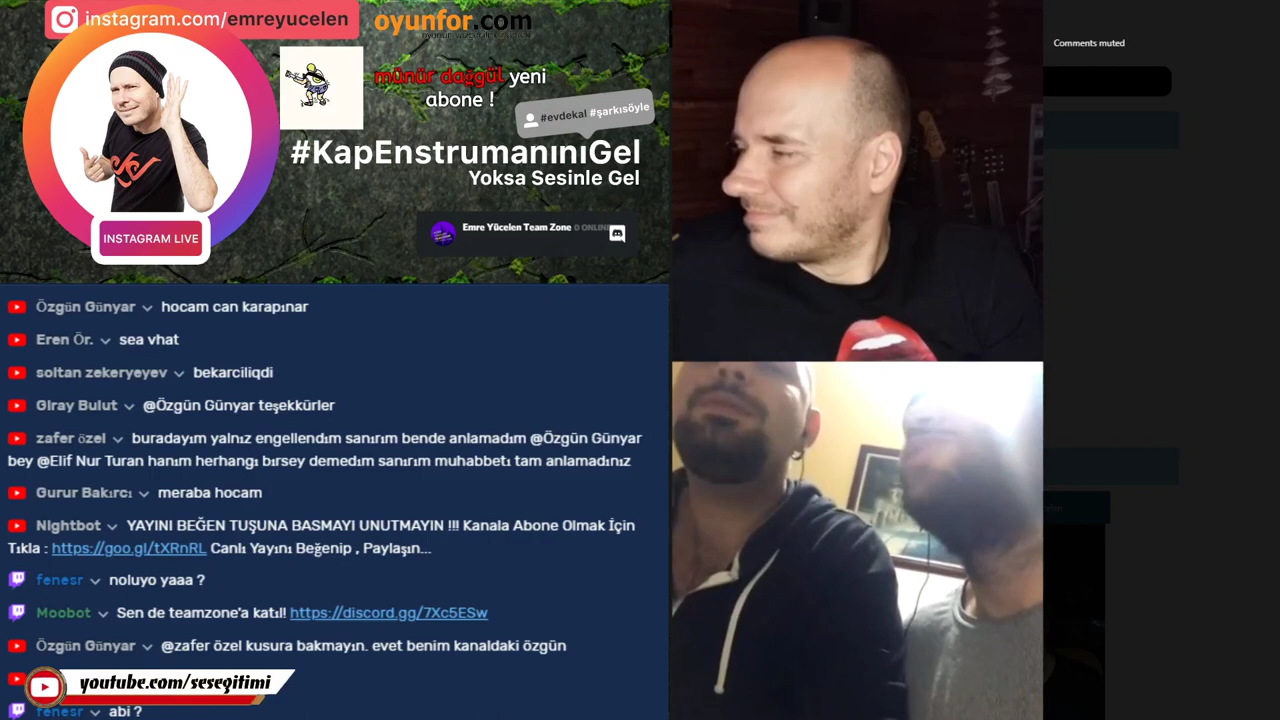 instagram.com/emreyucelen
oyunfor.com
münür dağgül yeni
abone !
#evdekal #şarkısöyle
#KapEnstrumanınıGel
Yoksa Sesinle Gel
Emre Yücelen Team Zone 0 ONLINE
INSTAGRAM LIVE
Comments muted
Özgün Günyar hocam can karapınar
Eren Ör. sea vhat
soltan zekeryeyev bekarciliqdi
Giray Bulut @Özgün Günyar teşekkürler
zafer özel buradayım yalnız engellendım sanırım bende anlamadım @Özgün Günyar
bey @Elif Nur Turan hanım herhangı bırsey demedım sanırım muhabbetı tam anlamadınız
Gurur Bakırcı meraba hocam
Nightbot YAYINI BEĞEN TUŞUNA BASMAYI UNUTMAYIN !!! Kanala Abone Olmak İçin
Tıkla : https://goo.gl/tXRnRL Canlı Yayını Beğenip , Paylaşın...
fenesr noluyo yaaa ?
Moobot Sen de teamzone'a katıl! https://discord.gg/7Xc5ESw
Özgün Günyar @zafer özel kusura bakmayın. evet benim kanaldaki özgün
youtube.com/sesegitimi
fenesr abi ?